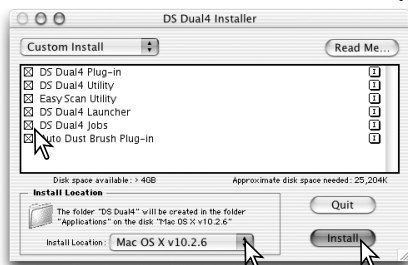 DS Dual4 Installer
Custom Install
Read Me...
DS Dual4 Plug-in
DS Dual4 Utility
Easy Scan Utility
DS Dual4 Launcher
DS Dual4 Jobs
Auto Dust Brush Plug-in
Disk space available : > 4GB Approximate disk space needed : 25,204K
Install Location
The folder "DS Dual4" will be created in the folder
"Applications" on the disk "Mac OS X v10.2.6"
Quit
Install Location : Mac OS X v10.2.6
Install